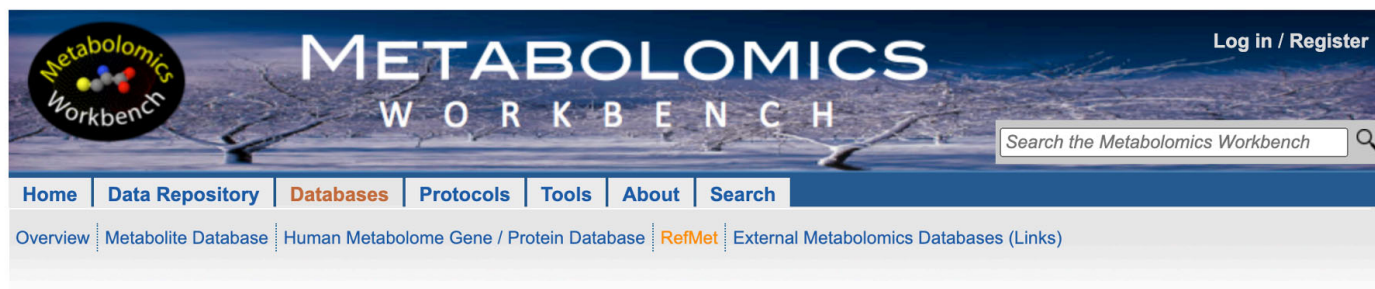 Metabolomics
Workbench
METABOLOMICS
WORKBENCH
Log in / Register
Search the Metabolomics Workbench
Home Data Repository Databases Protocols Tools About Search
Overview Metabolite Database Human Metabolome Gene / Protein Database RefMet External Metabolomics Databases (Links)